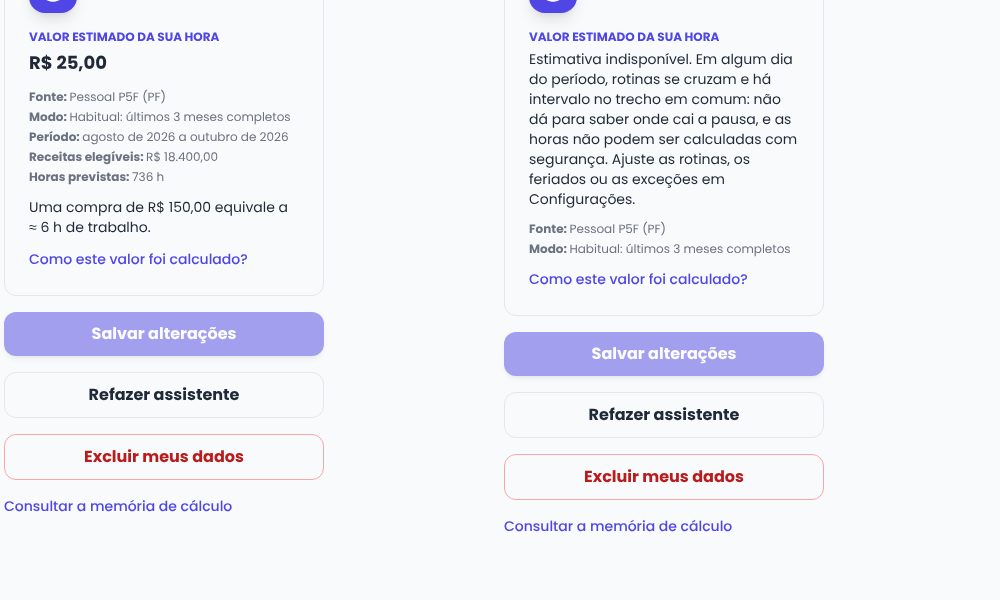 VALOR ESTIMADO DA SUA HORA
R$ 25,00
Fonte: Pessoal P5F (PF)
Modo: Habitual: últimos 3 meses completos
Período: agosto de 2026 a outubro de 2026
Receitas elegíveis: R$ 18.400,00
Horas previstas: 736 h
Uma compra de R$ 150,00 equivale a
≈ 6 h de trabalho.
Como este valor foi calculado?
Salvar alterações
Refazer assistente
Excluir meus dados
Consultar a memória de cálculo
VALOR ESTIMADO DA SUA HORA
Estimativa indisponível. Em algum dia
do período, rotinas se cruzam e há
intervalo no trecho em comum: não
dá para saber onde cai a pausa, e as
horas não podem ser calculadas com
segurança. Ajuste as rotinas, os
feriados ou as exceções em
Configurações.
Fonte: Pessoal P5F (PF)
Modo: Habitual: últimos 3 meses completos
Como este valor foi calculado?
Salvar alterações
Refazer assistente
Excluir meus dados
Consultar a memória de cálculo